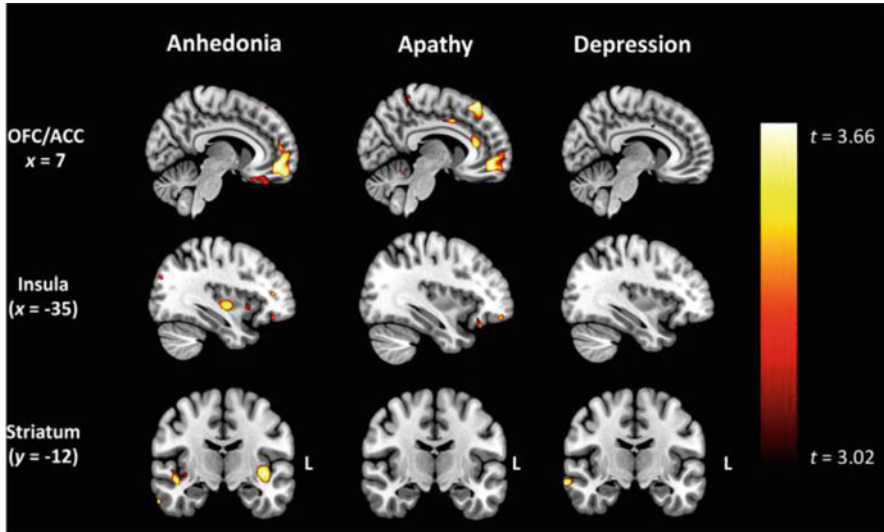 Anhedonia Apathy Depression
OFC/ACC
x = 7
t = 3.66
Insula
(x = -35)
Striatum
(y = -12)
L L L
t = 3.02